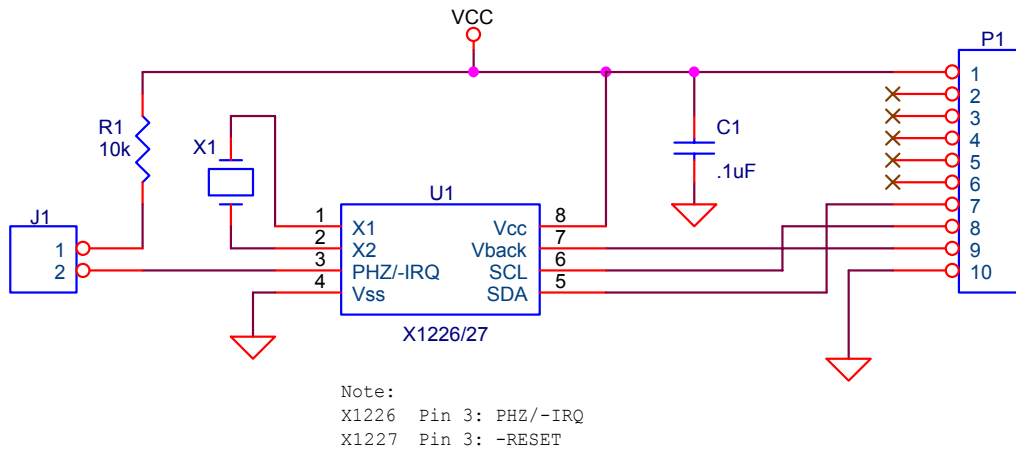 VCC
P1
R1
10k
X1
C1
.1uF
J1
1
2
U1
1 X1
2 X2
3 PHZ/-IRQ
4 Vss
Vcc 8
Vback 7
SCL 6
SDA 5
X1226/27
1
2
3
4
5
6
7
8
9
10
Note:
X1226 Pin 3: PHZ/-IRQ
X1227 Pin 3: -RESET